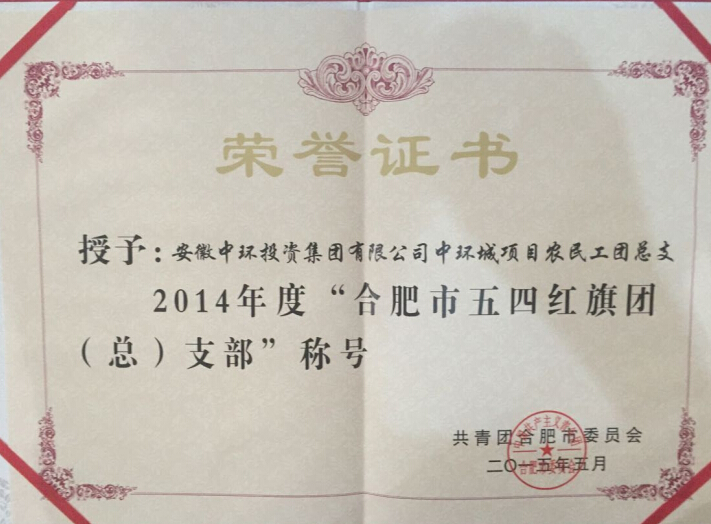 荣誉证书
授予：安徽中环投资集团有限公司中环城项目农民工团总支
2014年度“合肥市五四红旗团
（总）支部”称号
共青团合肥市委员会
二〇一五年五月